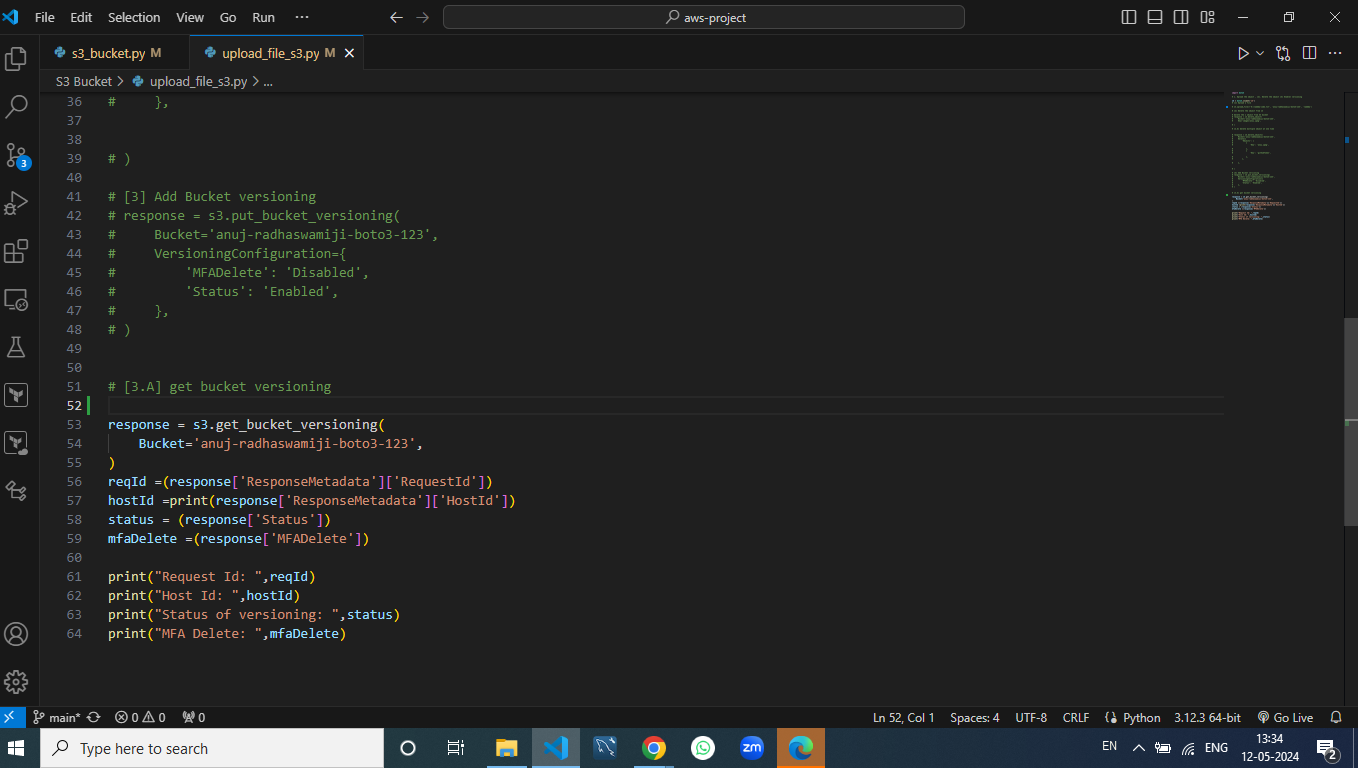 File Edit Selection View Go Run ··· aws-project
s3_bucket.py M upload_file_s3.py M
S3 Bucket > upload_file_s3.py > ...
36 #     },
37
38
39 # )
40
41 # [3] Add Bucket versioning
42 # response = s3.put_bucket_versioning(
43 #     Bucket='anuj-radhaswamiji-boto3-123',
44 #     VersioningConfiguration={
45 #         'MFADelete': 'Disabled',
46 #         'Status': 'Enabled',
47 #     },
48 # )
49
50
51 # [3.A] get bucket versioning
52
53 response = s3.get_bucket_versioning(
54     Bucket='anuj-radhaswamiji-boto3-123',
55 )
56 reqId =(response['ResponseMetadata']['RequestId'])
57 hostId =print(response['ResponseMetadata']['HostId'])
58 status = (response['Status'])
59 mfaDelete =(response['MFADelete'])
60
61 print("Request Id: ",reqId)
62 print("Host Id: ",hostId)
63 print("Status of versioning: ",status)
64 print("MFA Delete: ",mfaDelete)
3
main* 0 0 0 Ln 52, Col 1 Spaces: 4 UTF-8 CRLF Python 3.12.3 64-bit Go Live
Type here to search
zm
EN ENG
13:34
12-05-2024
2